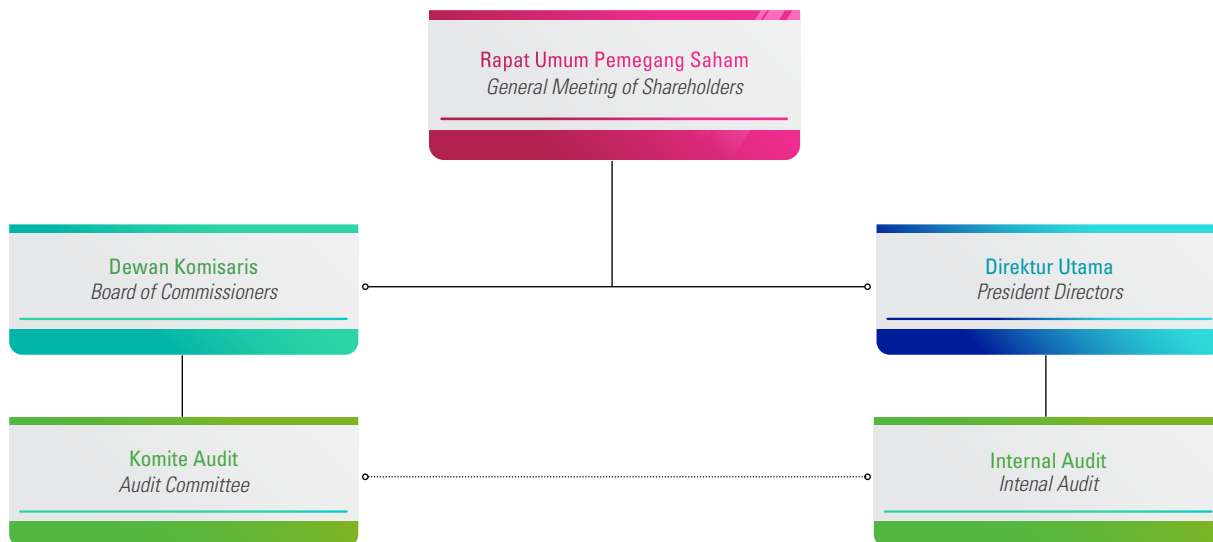 Rapat Umum Pemegang Saham
General Meeting of Shareholders
Dewan Komisaris
Board of Commissioners
Direktur Utama
President Directors
Komite Audit
Audit Committee
Internal Audit
Intenal Audit